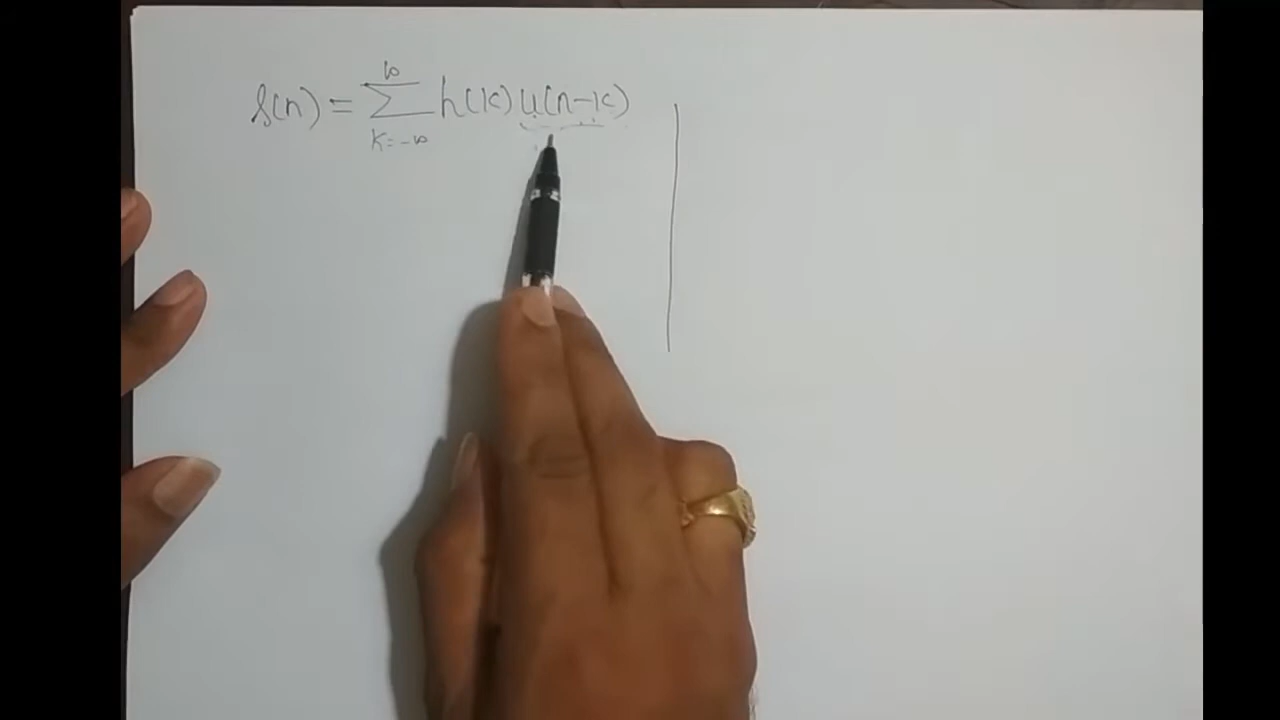 s(n) = ∑_{k=-∞}^{∞} h(k) u(n-k)